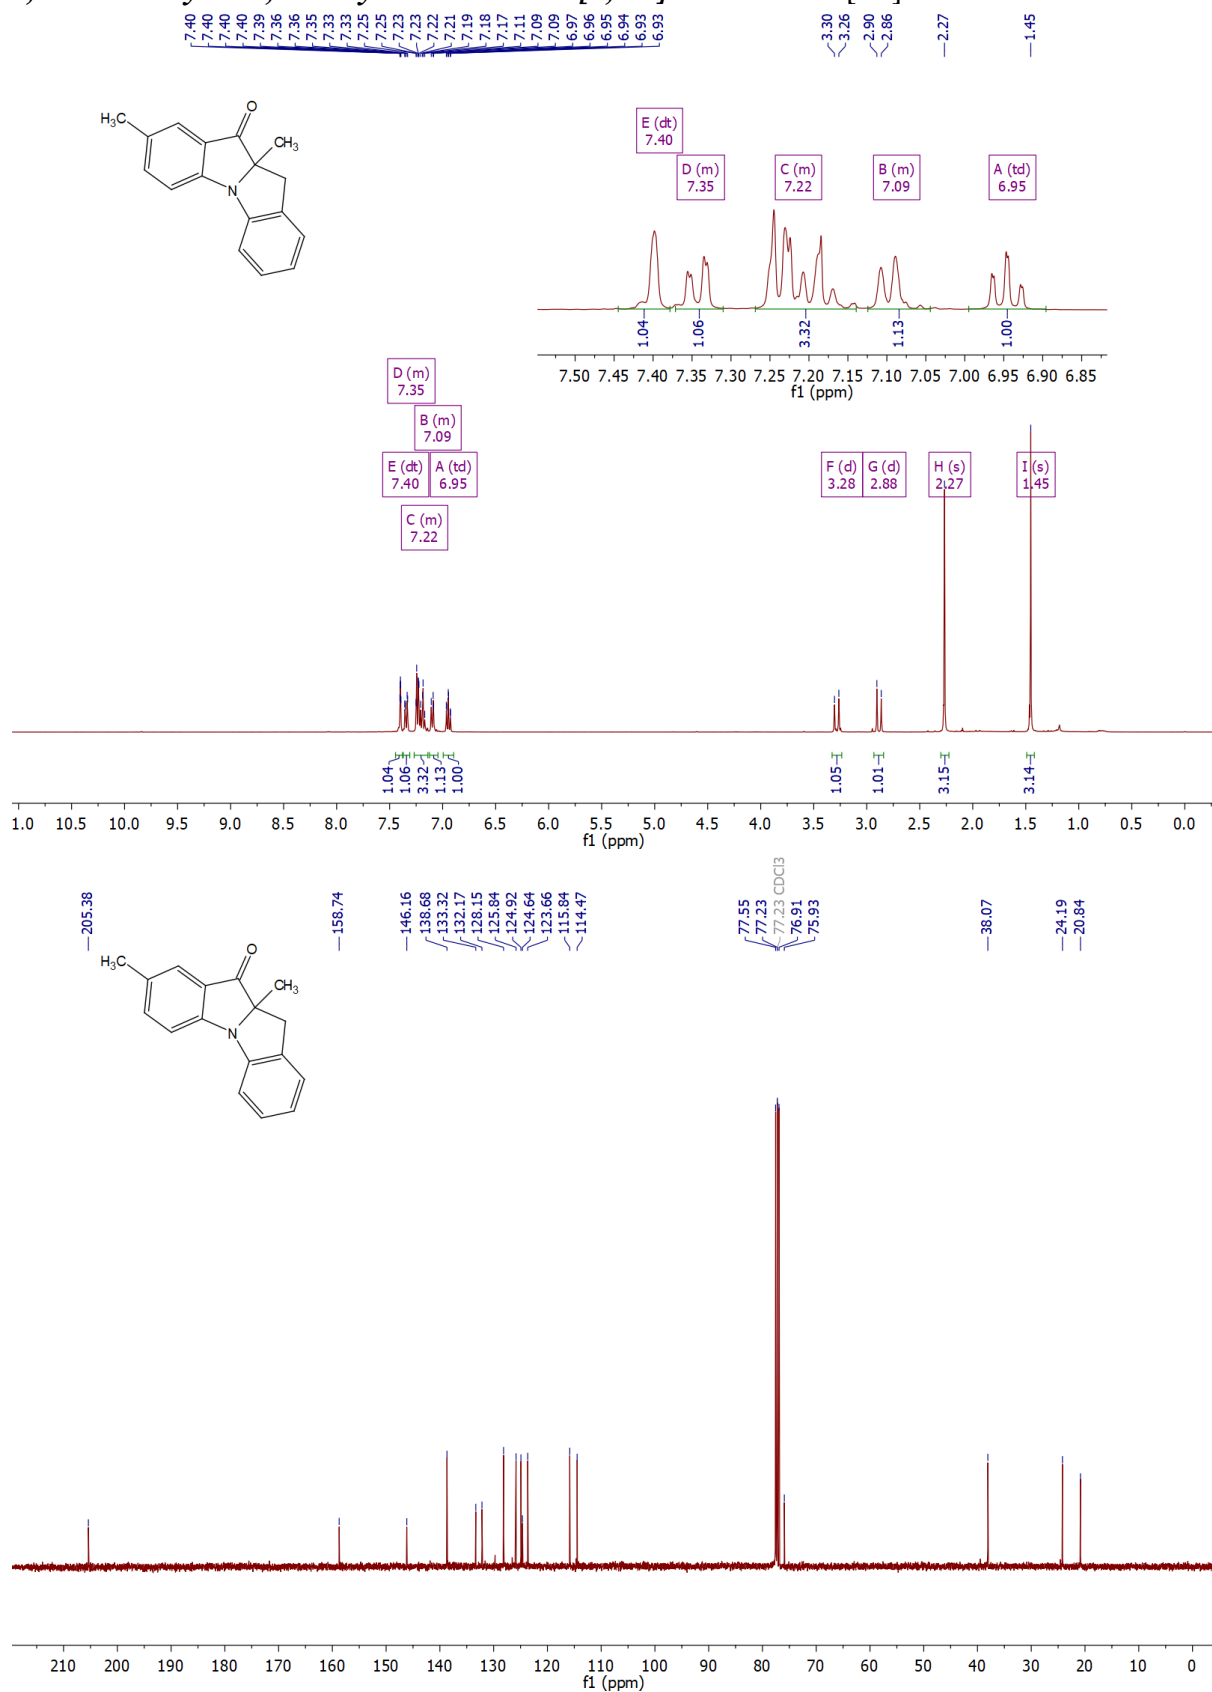 7.40 7.40 7.40 7.40 7.39 7.36 7.36 7.35 7.33 7.33 7.25 7.25 7.23 7.23 7.22 7.21 7.19 7.18 7.17 7.11 7.09 7.09 6.97 6.96 6.95 6.94 6.93 6.93 3.30 3.26 2.90 2.86 2.27 1.45
O
H3C
CH3
N
E (dt)
7.40
D (m)
7.35
C (m)
7.22
B (m)
7.09
A (td)
6.95
1.04 1.06 3.32 1.13 1.00
7.50 7.45 7.40 7.35 7.30 7.25 7.20 7.15 7.10 7.05 7.00 6.95 6.90 6.85
f1 (ppm)
D (m)
7.35
B (m)
7.09
E (dt)
7.40
A (td)
6.95
C (m)
7.22
F (d)
3.28
G (d)
2.88
H (s)
2.27
I (s)
1.45
1.04 1.06 3.32 1.13 1.00 1.05 1.01 3.15 3.14
1.0 10.5 10.0 9.5 9.0 8.5 8.0 7.5 7.0 6.5 6.0 5.5 5.0 4.5 4.0 3.5 3.0 2.5 2.0 1.5 1.0 0.5 0.0
f1 (ppm)
205.38 158.74 146.16 138.68 133.32 132.17 128.15 125.84 124.92 124.64 123.66 115.84 114.47 77.55 77.23 77.23 CDCl3 76.91 75.93 38.07 24.19 20.84
O
H3C
CH3
N
210 200 190 180 170 160 150 140 130 120 110 100 90 80 70 60 50 40 30 20 10 0
f1 (ppm)